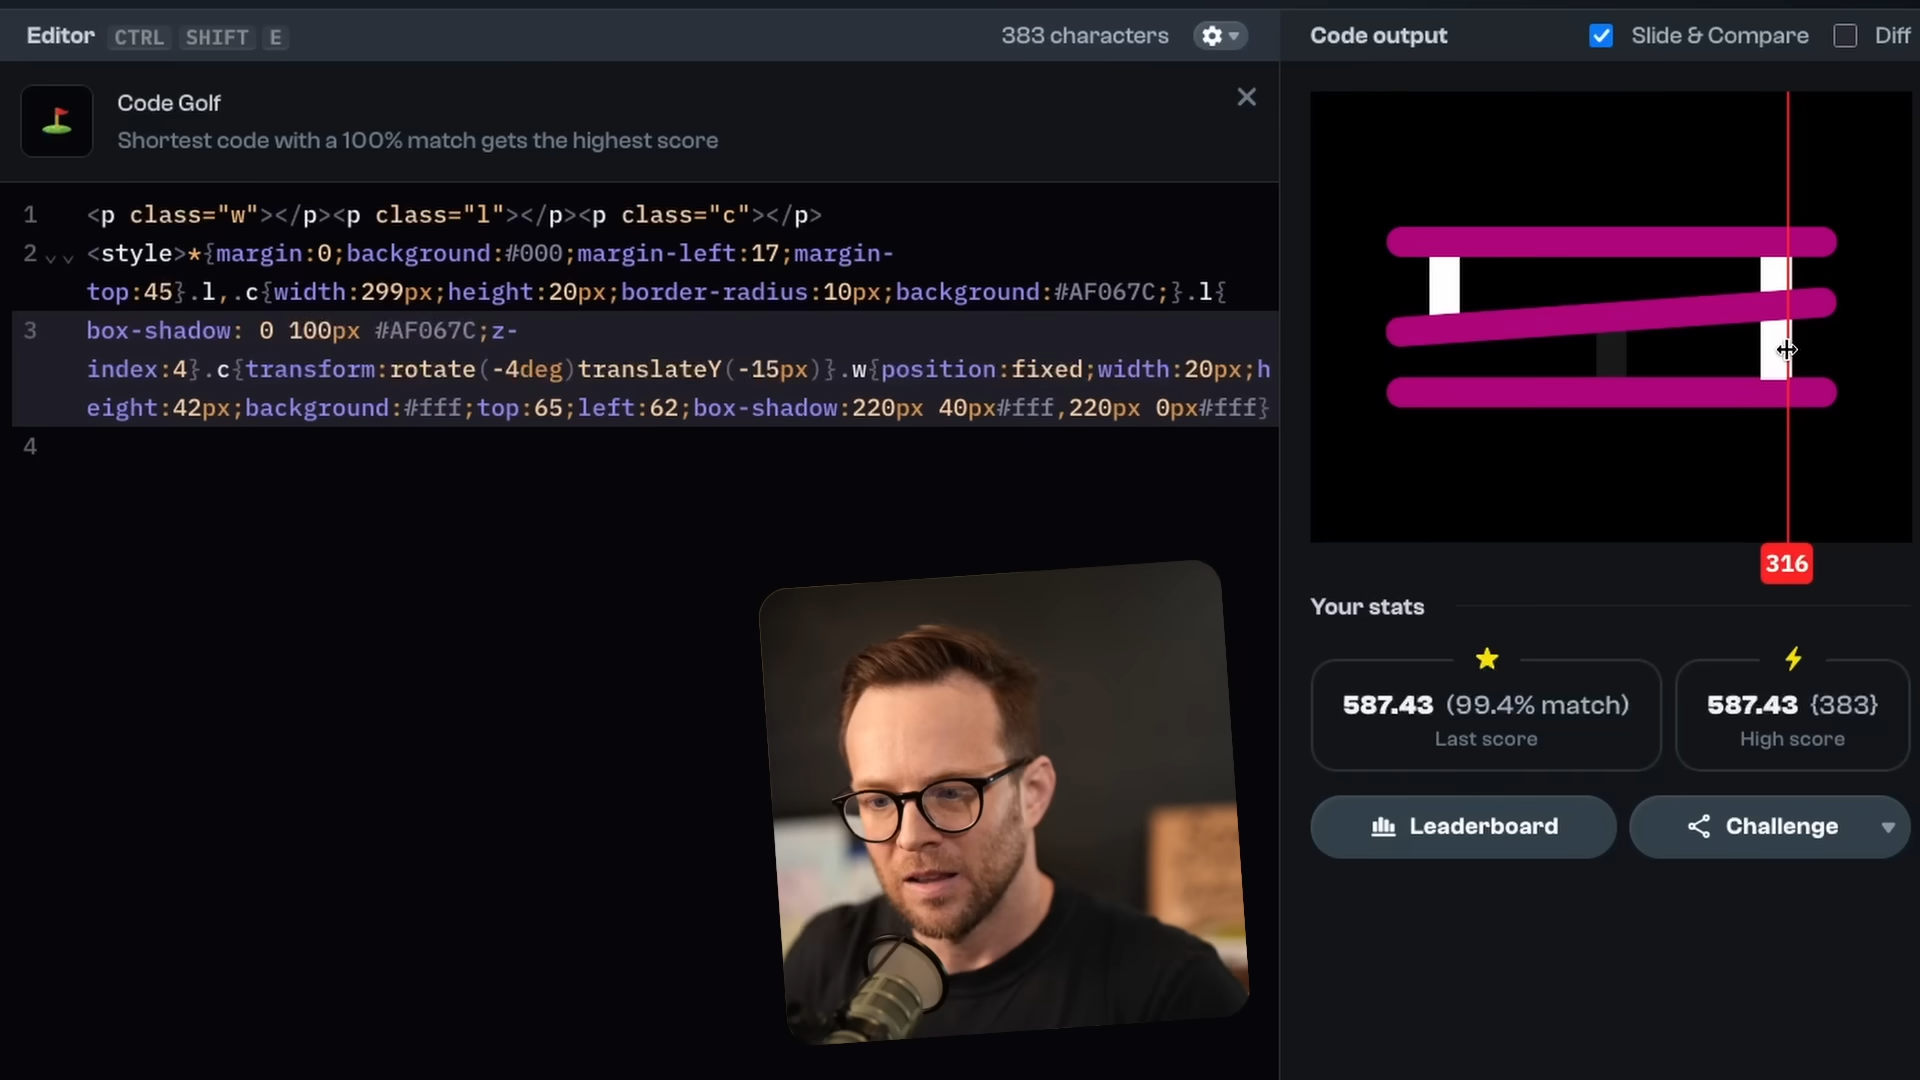 Editor CTRL SHIFT E 383 characters
Code Golf
Shortest code with a 100% match gets the highest score
1 <p class="w"></p><p class="l"></p><p class="c"></p>
2 <style>*{margin:0;background:#000;margin-left:17;margin-
top:45}.l,.c{width:299px;height:20px;border-radius:10px;background:#AF067C;}.l{
3 box-shadow: 0 100px #AF067C;z-
index:4}.c{transform:rotate(-4deg)translateY(-15px)}.w{position:fixed;width:20px;h
eight:42px;background:#fff;top:65;left:62;box-shadow:220px 40px#fff,220px 0px#fff}
4
Code output Slide & Compare Diff
316
Your stats
587.43 (99.4% match)
Last score
587.43 {383}
High score
Leaderboard
Challenge